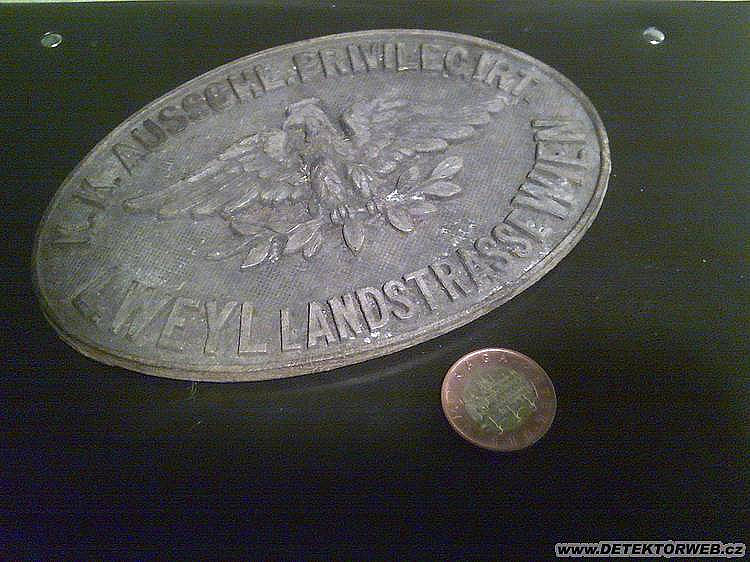 K. K. AUSSCHL. PRIVILEGIRT.
L. WEYL LANDSTRASSE WIEN
www.DETEKTORWEB.cz